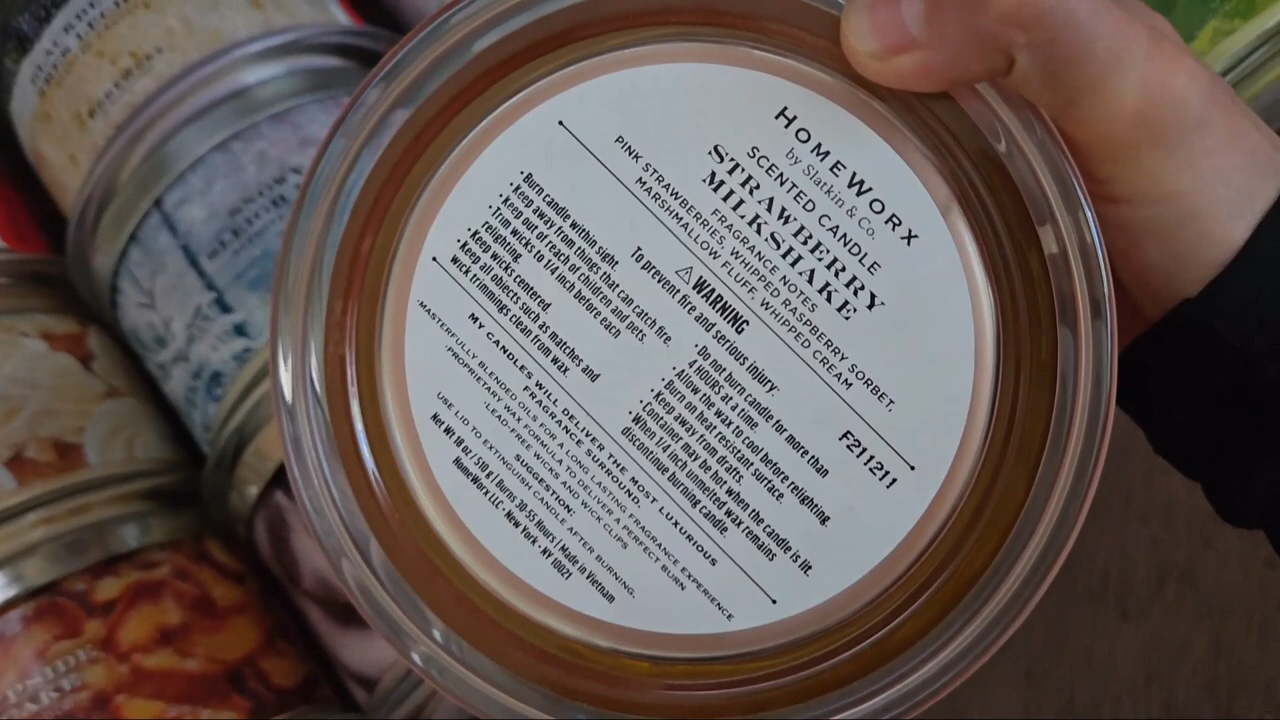 HOMEWORX
by Slatkin & Co.
SCENTED CANDLE
STRAWBERRY
MILKSHAKE
FRAGRANCE NOTES
PINK STRAWBERRIES, WHIPPED RASPBERRY SORBET,
MARSHMALLOW FLUFF, WHIPPED CREAM
F211211
⚠ WARNING
To prevent fire and serious injury:
• Burn candle within sight.
• Keep away from things that can catch fire.
• Keep out of reach of children and pets.
• Trim wicks to 1/4 inch before each
relighting.
• Keep wicks centered.
• Keep all objects such as matches and
wick trimmings clean from wax.
• Do not burn candle for more than
4 HOURS at a time.
• Allow the wax to cool before relighting.
• Burn on heat resistent surface.
• Keep away from drafts.
• Container may be hot when the candle is lit.
• When 1/4 inch unmelted wax remains
discontinue burning candle.
MY CANDLES WILL DELIVER THE MOST LUXURIOUS
FRAGRANCE SURROUND.
•MASTERFULLY BLENDED OILS FOR A LONG LASTING FRAGRANCE EXPERIENCE
•PROPRIETARY WAX FORMULA TO DELIVER A PERFECT BURN
•LEAD-FREE WICKS AND WICK CLIPS
SUGGESTION:
USE LID TO EXTINGUISH CANDLE AFTER BURNING.
Net Wt 18 oz / 510 g | Burns 30-55 Hours | Made in Vietnam
HomeWorx LLC • New York • NY 10021